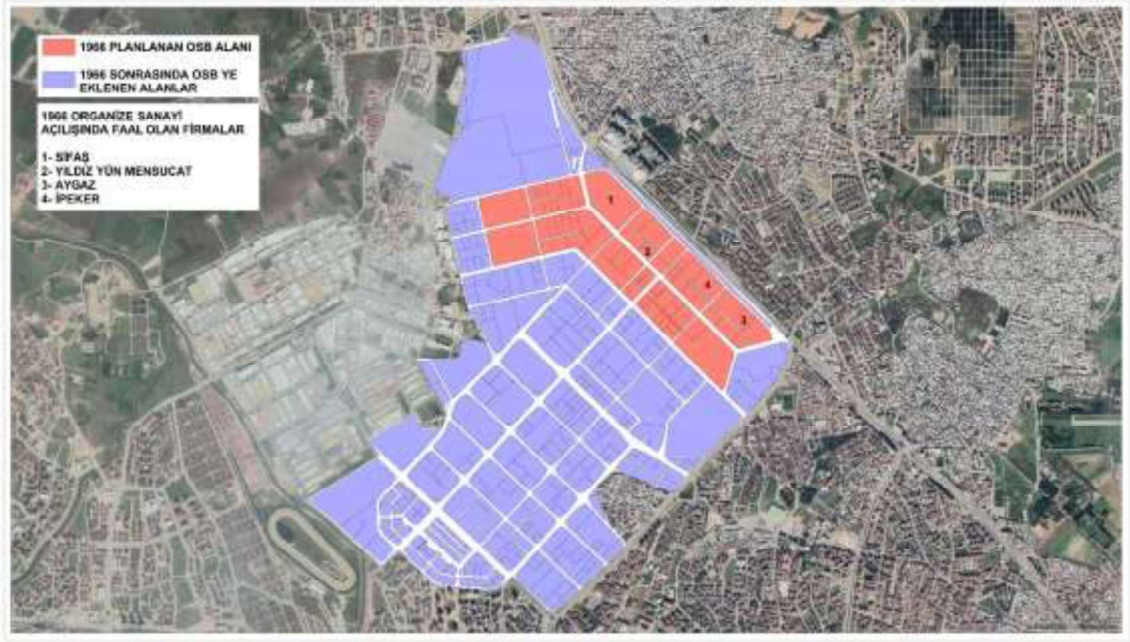 1966 PLANLANAN OSB ALANI
1966 SONRASINDA OSB YE
EKLENEN ALANLAR
1966 ORGANİZE SANAYİ
AÇILIŞINDA FAAL OLAN FİRMALAR
1- SİFAŞ
2- YILDIZ YÜN MENSUCAT
3- AYGAZ
4- İPEKER
1
2
4
3